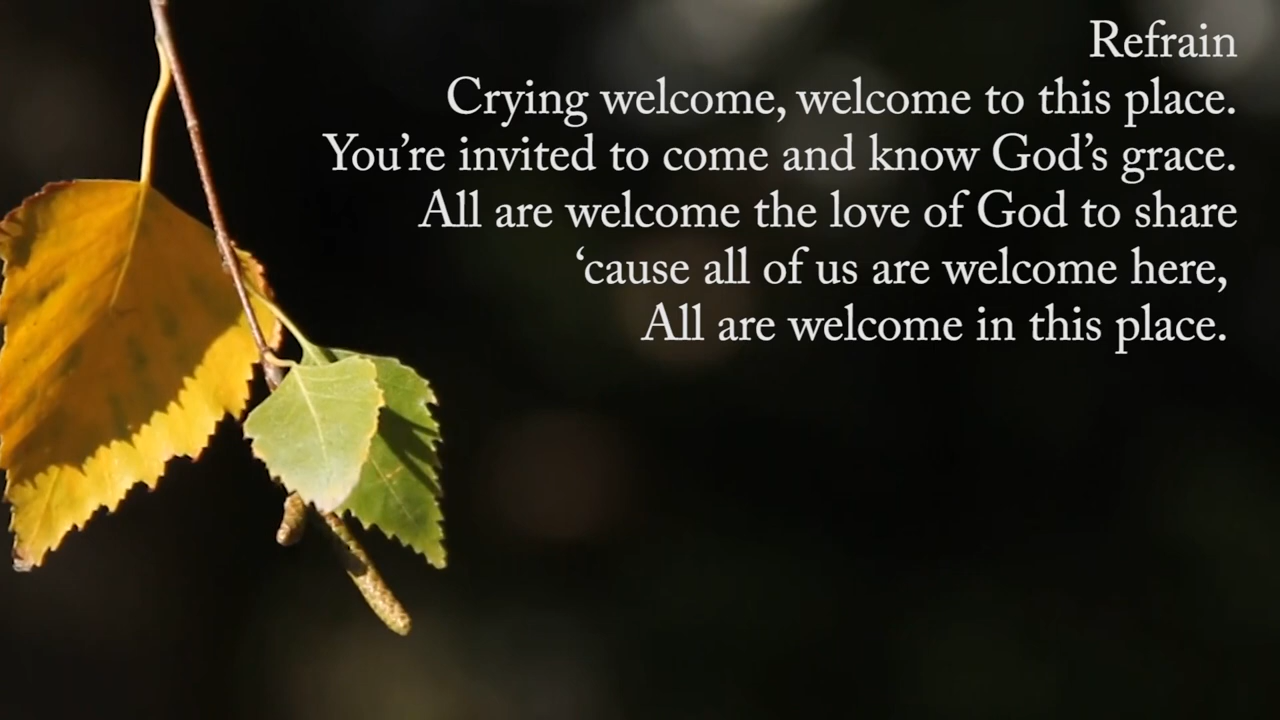 Refrain
Crying welcome, welcome to this place.
You’re invited to come and know God’s grace.
All are welcome the love of God to share
‘cause all of us are welcome here,
All are welcome in this place.